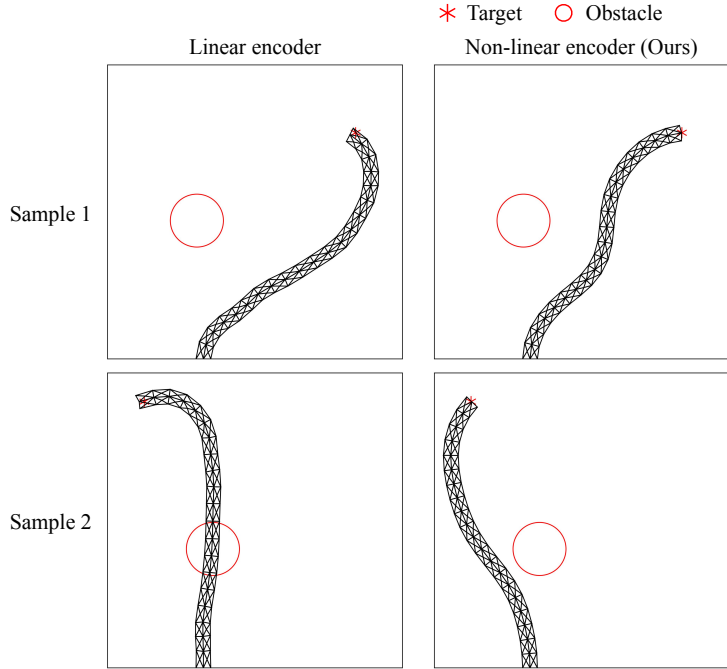 Target Obstacle
Linear encoder Non-linear encoder (Ours)
Sample 1
Sample 2